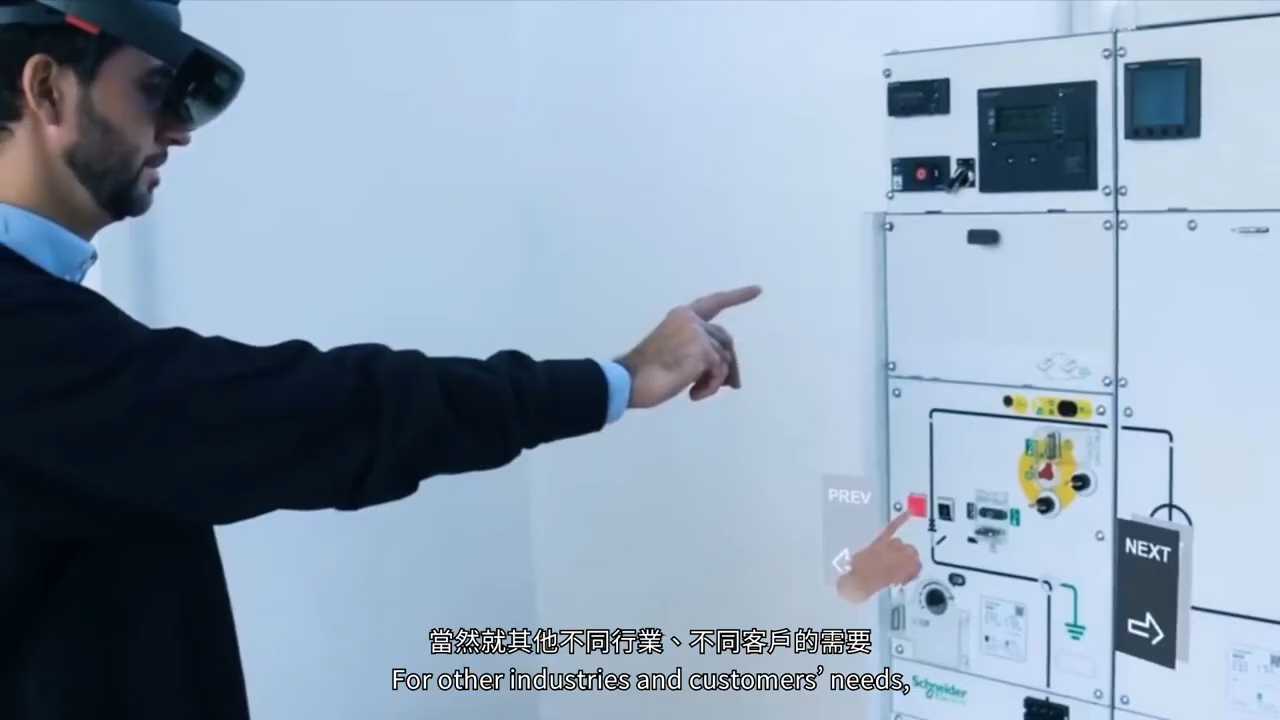 PREV
NEXT
當然就其他不同行業、不同客戶的需要
For other industries and customers’ needs,
Schneider